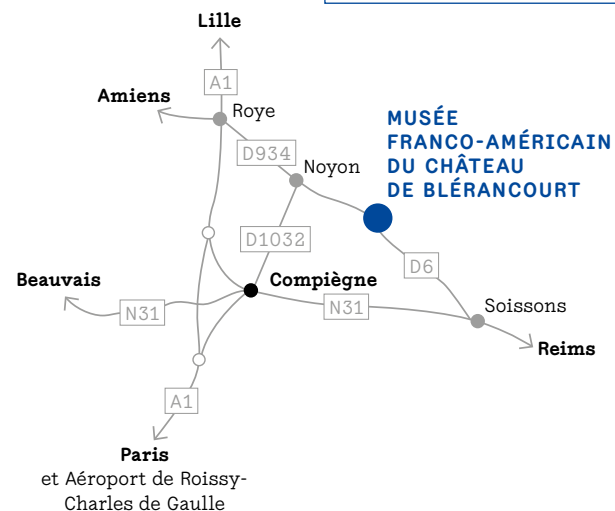 Lille
A1
Amiens
Roye
MUSÉE
FRANCO-AMÉRICAIN
DU CHÂTEAU
DE BLÉRANCOURT
D934
Noyon
D1032
D6
Beauvais
Compiègne
N31
N31
Soissons
Reims
A1
Paris
et Aéroport de Roissy-
Charles de Gaulle